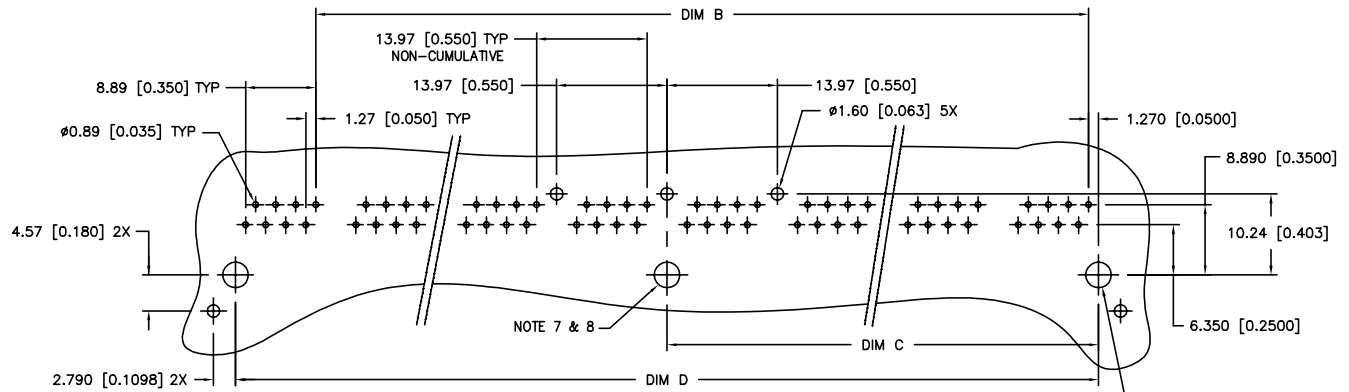 DIM B
13.97 [0.550] TYP
NON-CUMULATIVE
13.97 [0.550]
13.97 [0.550]
8.89 [0.350] TYP
ø1.60 [0.063] 5X
1.27 [0.050] TYP
1.270 [0.0500]
ø0.89 [0.035] TYP
8.890 [0.3500]
4.57 [0.180] 2X
10.24 [0.403]
NOTE 7 & 8
6.350 [0.2500]
DIM C
2.790 [0.1098] 2X
DIM D